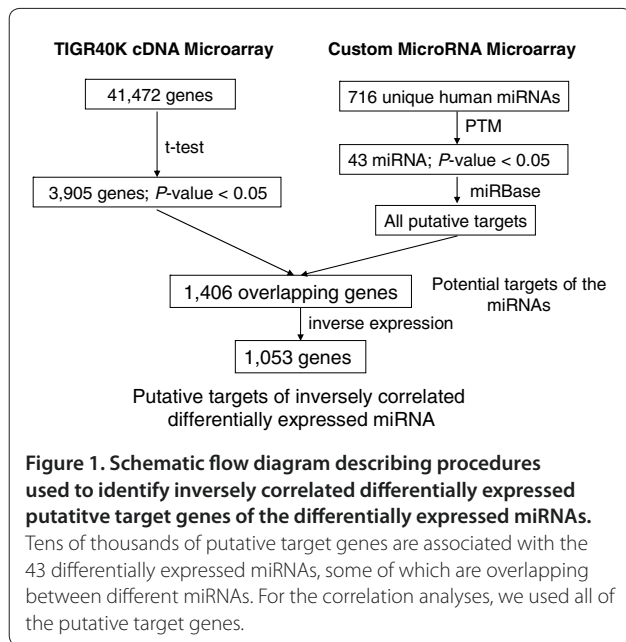 TIGR40K cDNA Microarray
Custom MicroRNA Microarray
41,472 genes
716 unique human miRNAs
t-test
PTM
3,905 genes; P-value < 0.05
43 miRNA; P-value < 0.05
miRBase
All putative targets
1,406 overlapping genes
Potential targets of the
miRNAs
inverse expression
1,053 genes
Putative targets of inversely correlated
differentially expressed miRNA
Figure 1. Schematic flow diagram describing procedures
used to identify inversely correlated differentially expressed
putatitve target genes of the differentially expressed miRNAs.
Tens of thousands of putative target genes are associated with the
43 differentially expressed miRNAs, some of which are overlapping
between different miRNAs. For the correlation analyses, we used all of
the putative target genes.